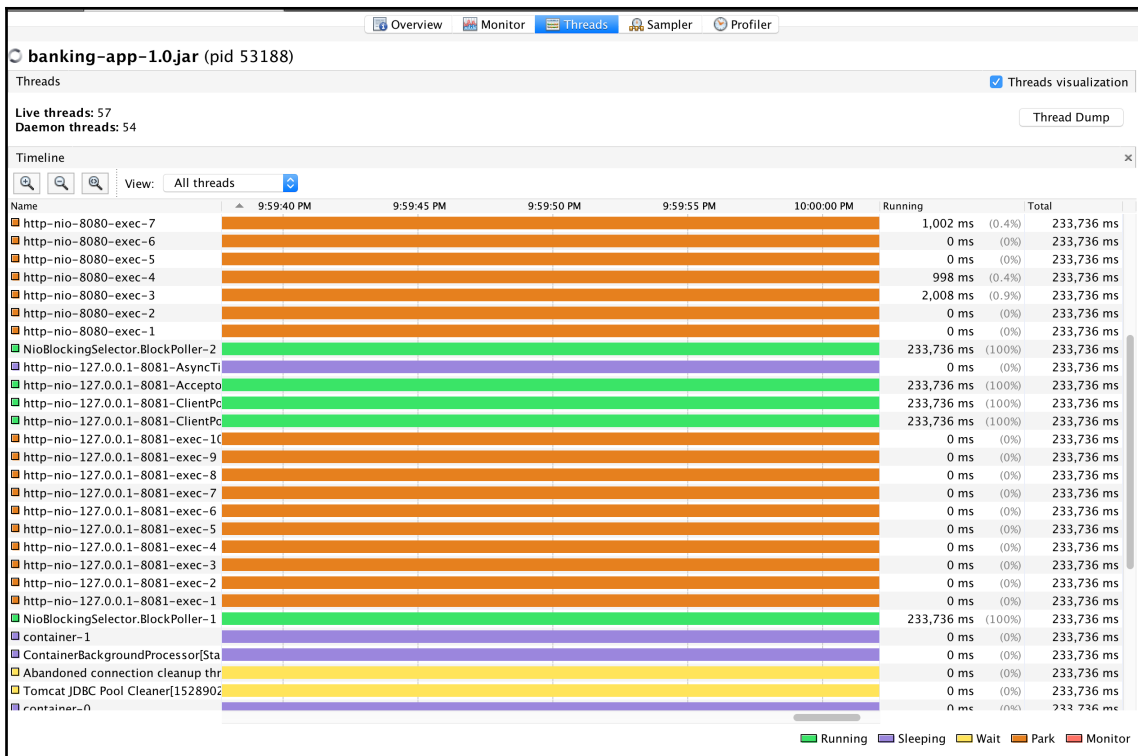 Overview Monitor Threads Sampler Profiler
banking-app-1.0.jar (pid 53188)
Threads Threads visualization
Live threads: 57
Daemon threads: 54
Thread Dump
Timeline
View: All threads
Name 9:59:40 PM 9:59:45 PM 9:59:50 PM 9:59:55 PM 10:00:00 PM Running Total
http-nio-8080-exec-7 1,002 ms (0.4%) 233,736 ms
http-nio-8080-exec-6 0 ms (0%) 233,736 ms
http-nio-8080-exec-5 0 ms (0%) 233,736 ms
http-nio-8080-exec-4 998 ms (0.4%) 233,736 ms
http-nio-8080-exec-3 2,008 ms (0.9%) 233,736 ms
http-nio-8080-exec-2 0 ms (0%) 233,736 ms
http-nio-8080-exec-1 0 ms (0%) 233,736 ms
NioBlockingSelector.BlockPoller-2 233,736 ms (100%) 233,736 ms
http-nio-127.0.0.1-8081-AsyncTi 0 ms (0%) 233,736 ms
http-nio-127.0.0.1-8081-Accepto 233,736 ms (100%) 233,736 ms
http-nio-127.0.0.1-8081-ClientPo 233,736 ms (100%) 233,736 ms
http-nio-127.0.0.1-8081-ClientPo 233,736 ms (100%) 233,736 ms
http-nio-127.0.0.1-8081-exec-10 0 ms (0%) 233,736 ms
http-nio-127.0.0.1-8081-exec-9 0 ms (0%) 233,736 ms
http-nio-127.0.0.1-8081-exec-8 0 ms (0%) 233,736 ms
http-nio-127.0.0.1-8081-exec-7 0 ms (0%) 233,736 ms
http-nio-127.0.0.1-8081-exec-6 0 ms (0%) 233,736 ms
http-nio-127.0.0.1-8081-exec-5 0 ms (0%) 233,736 ms
http-nio-127.0.0.1-8081-exec-4 0 ms (0%) 233,736 ms
http-nio-127.0.0.1-8081-exec-3 0 ms (0%) 233,736 ms
http-nio-127.0.0.1-8081-exec-2 0 ms (0%) 233,736 ms
http-nio-127.0.0.1-8081-exec-1 0 ms (0%) 233,736 ms
NioBlockingSelector.BlockPoller-1 233,736 ms (100%) 233,736 ms
container-1 0 ms (0%) 233,736 ms
ContainerBackgroundProcessor[Sta 0 ms (0%) 233,736 ms
Abandoned connection cleanup thr 0 ms (0%) 233,736 ms
Tomcat JDBC Pool Cleaner[1528902 0 ms (0%) 233,736 ms
container-0 0 ms (0%) 233,736 ms
Running Sleeping Wait Park Monitor